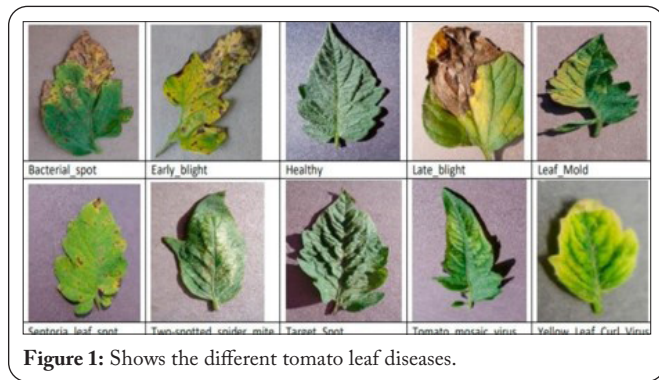 Bacterial_spot
Early_blight
Healthy
Late_blight
Leaf_Mold
Septoria_leaf_spot
Two-spotted_spider_mite
Target_Spot
Tomato_mosaic_virus
Yellow_Leaf_Curl_Virus
Figure 1: Shows the different tomato leaf diseases.